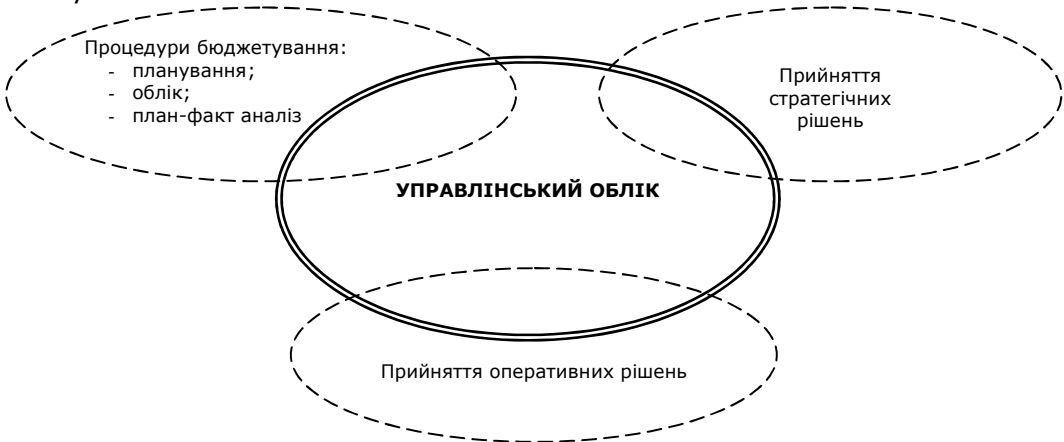 Процедури бюджетування:
- планування;
- облік;
- план-факт аналіз
Прийняття
стратегічних
рішень
УПРАВЛІНСЬКИЙ ОБЛІК
Прийняття оперативних рішень